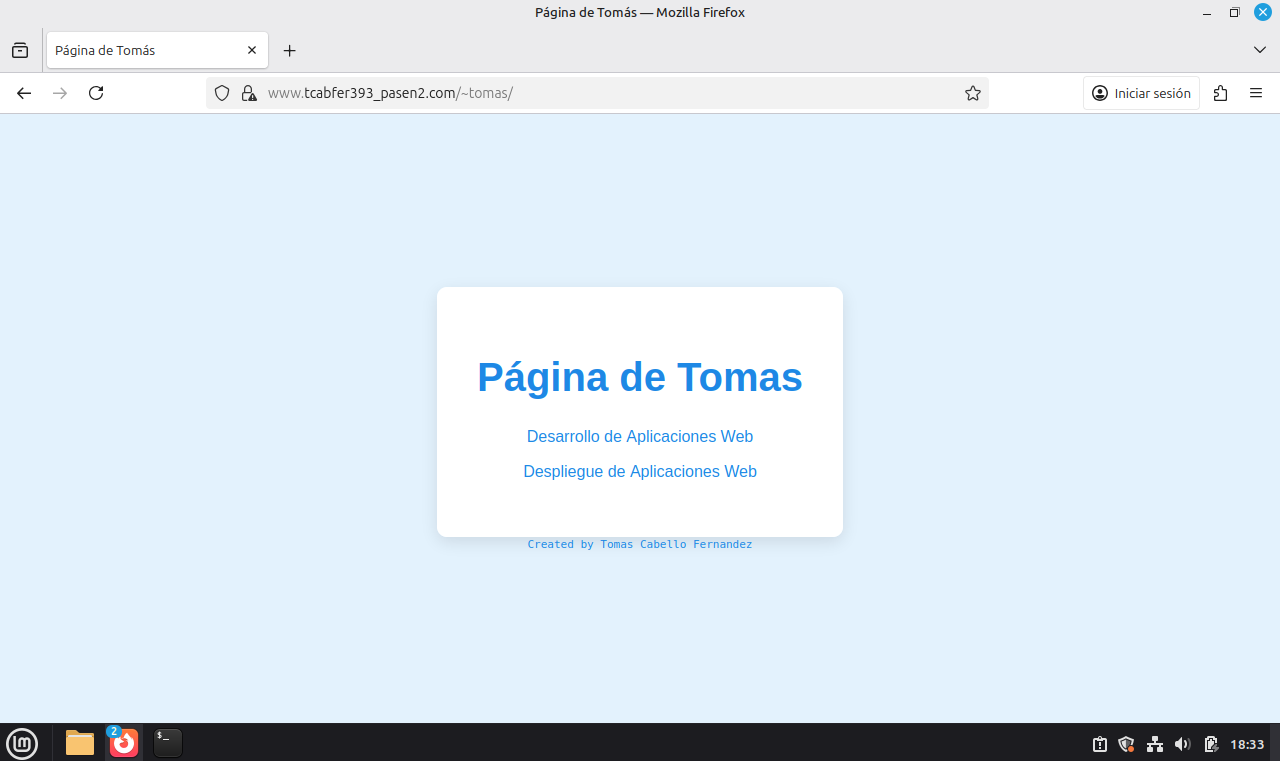 Página de Tomás — Mozilla Firefox
Página de Tomás
www.tcabfer393_pasen2.com/~tomas/
Iniciar sesión
Página de Tomas
Desarrollo de Aplicaciones Web
Despliegue de Aplicaciones Web
Created by Tomas Cabello Fernandez
2
$_
18:33